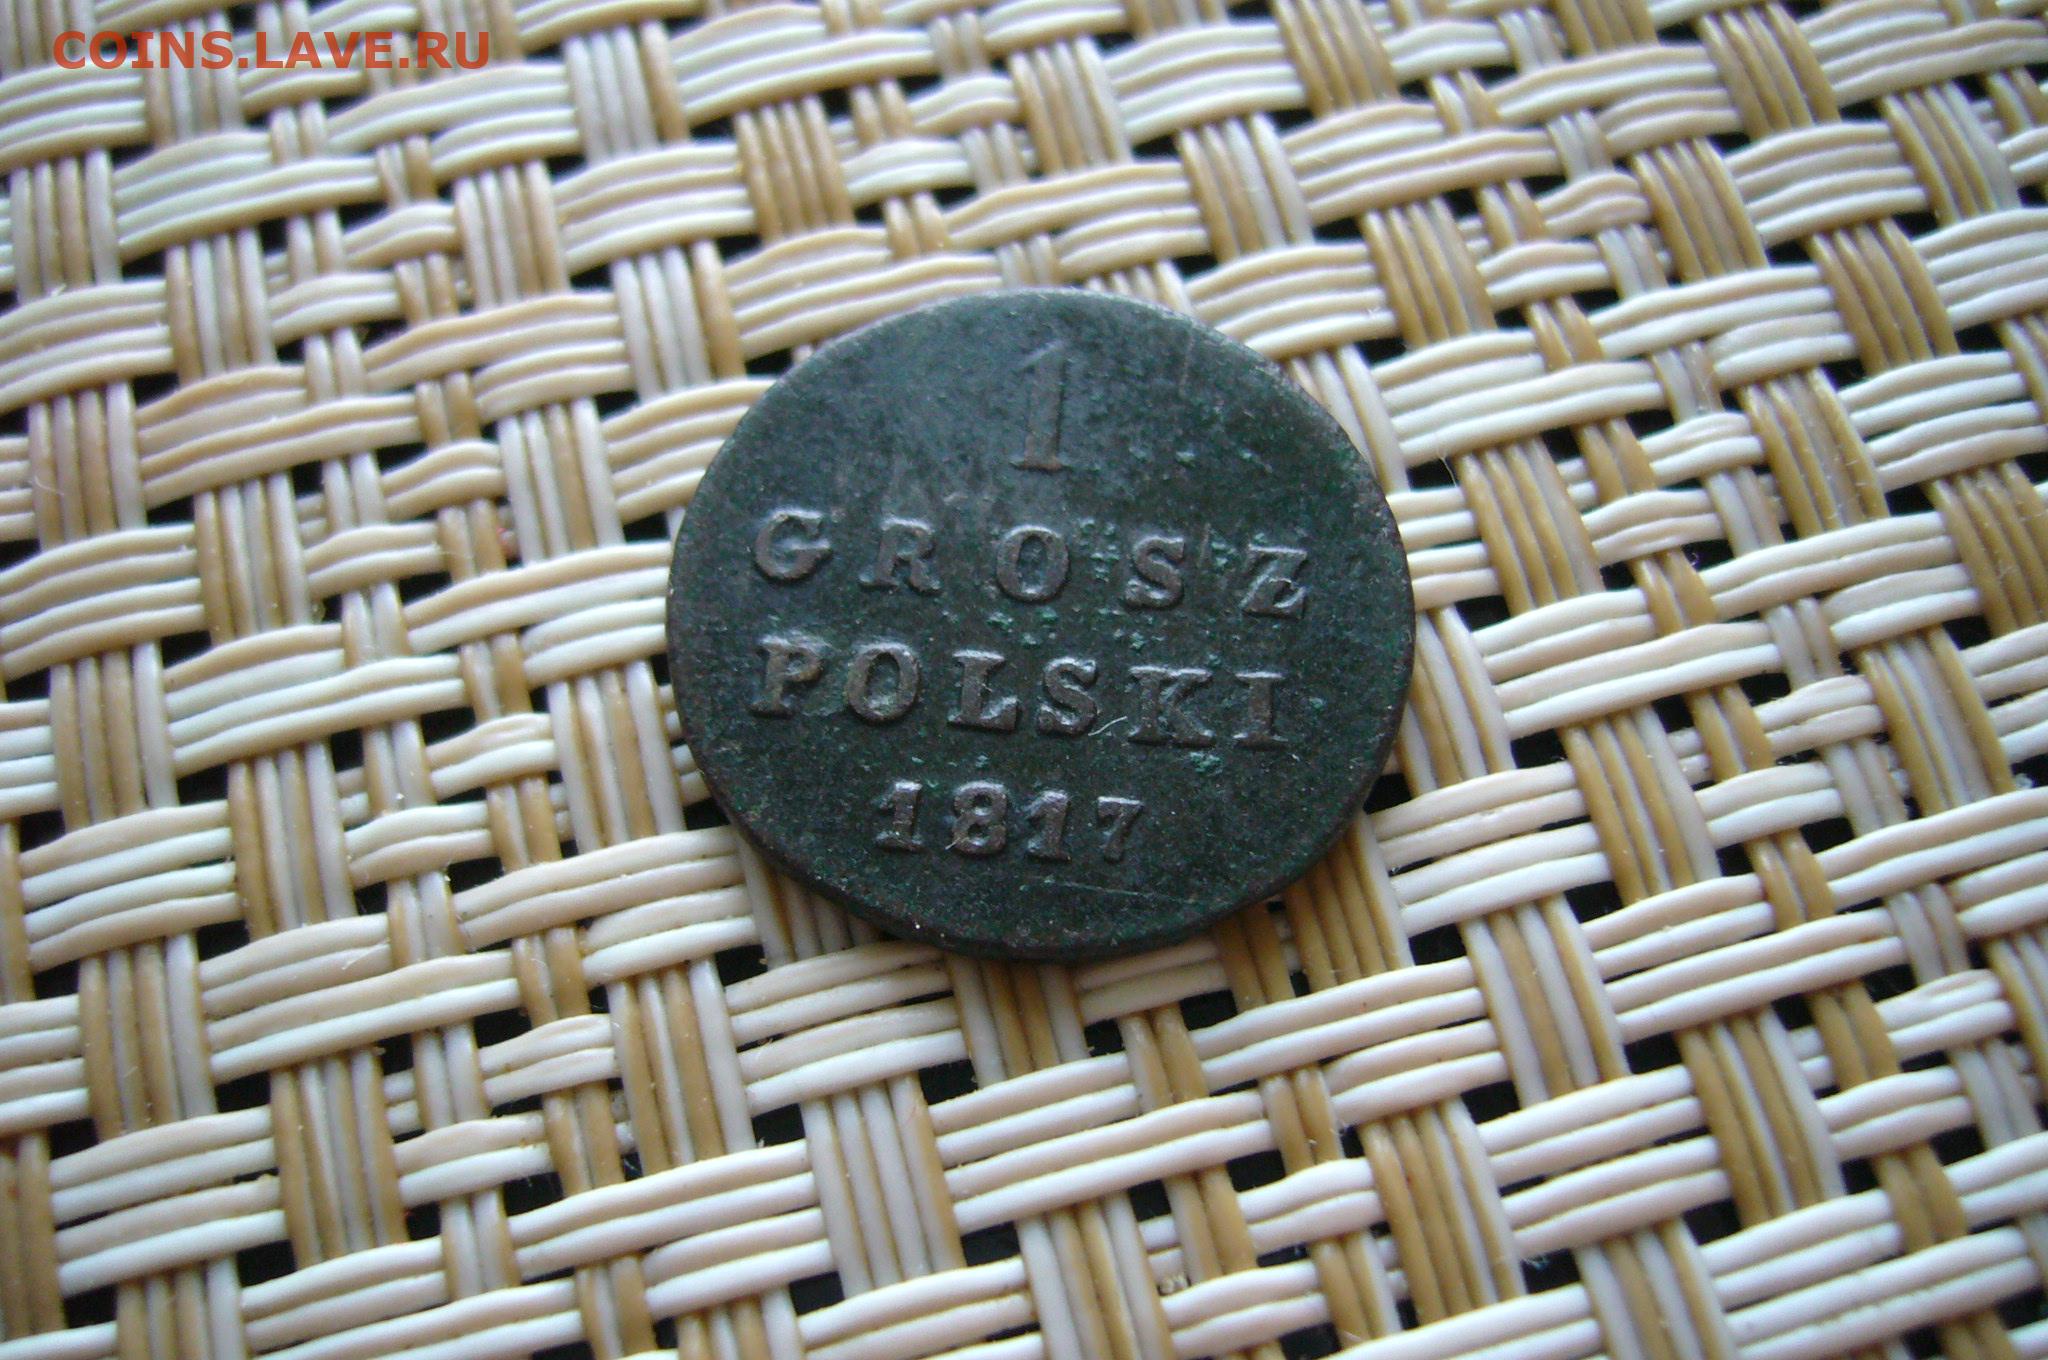 COINS.LAVE.RU
1
GROSZ
POLSKI
1817